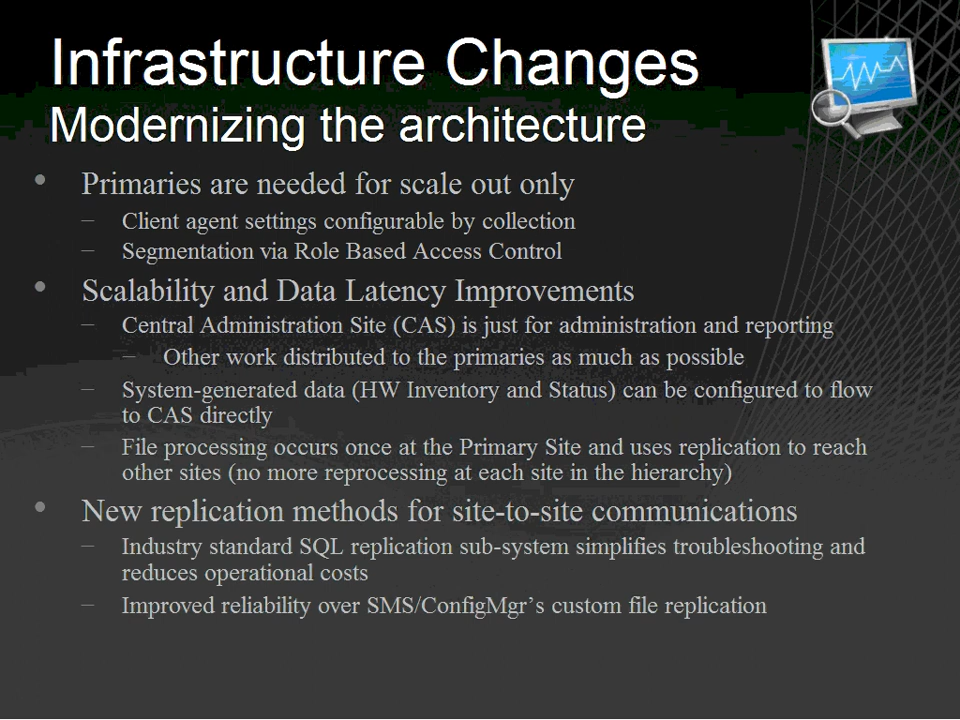 Infrastructure Changes
Modernizing the architecture
• Primaries are needed for scale out only
– Client agent settings configurable by collection
– Segmentation via Role Based Access Control
• Scalability and Data Latency Improvements
– Central Administration Site (CAS) is just for administration and reporting
– Other work distributed to the primaries as much as possible
– System-generated data (HW Inventory and Status) can be configured to flow
to CAS directly
– File processing occurs once at the Primary Site and uses replication to reach
other sites (no more reprocessing at each site in the hierarchy)
• New replication methods for site-to-site communications
– Industry standard SQL replication sub-system simplifies troubleshooting and
reduces operational costs
– Improved reliability over SMS/ConfigMgr’s custom file replication